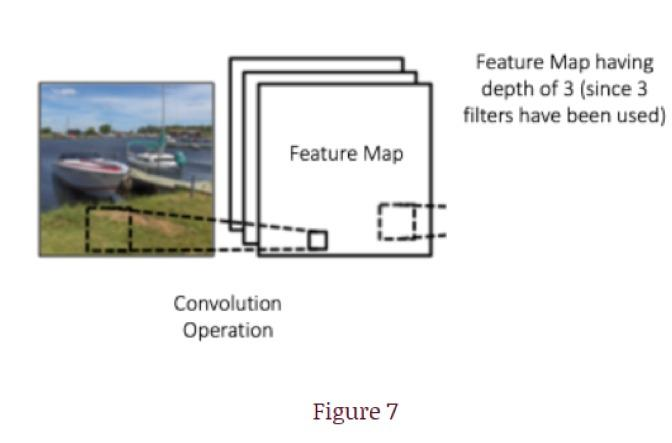 Feature Map having
depth of 3 (since 3
filters have been used)
Feature Map
Convolution
Operation
Figure 7